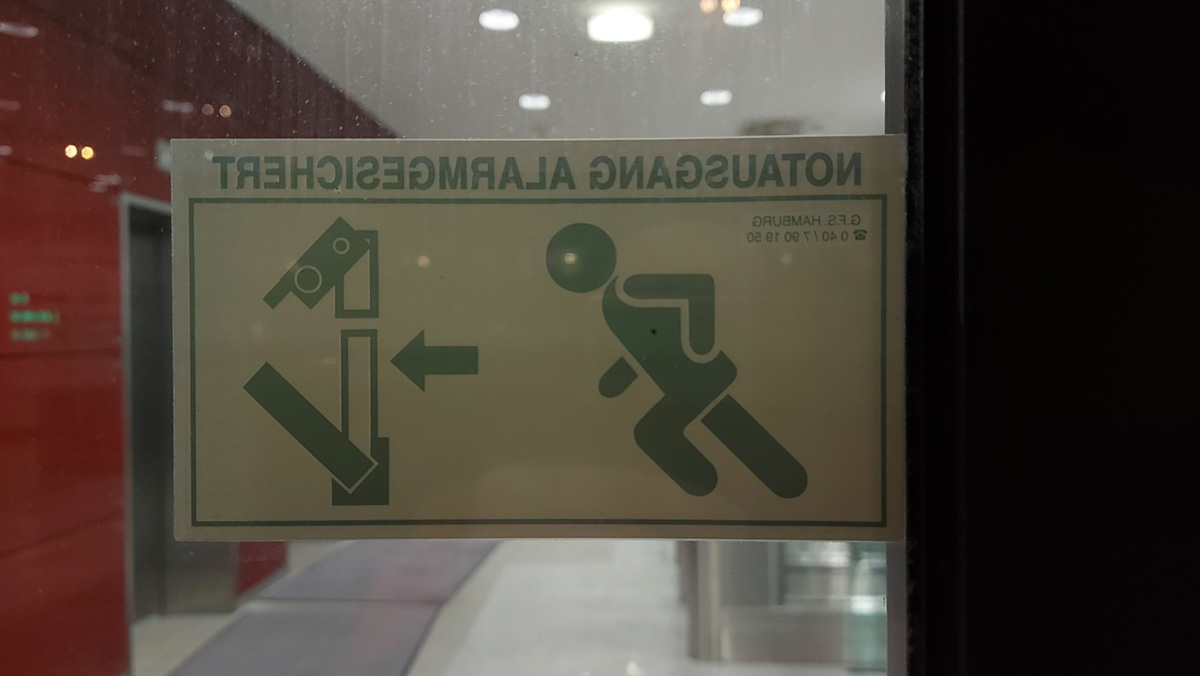 NOTAUSGANG ALARMGESICHERT
G.F.S. HAMBURG
☎ 0 40 / 7 90 19 50